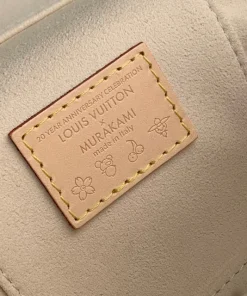 20 YEAR ANNIVERSARY CELEBRATION
LOUIS VUITTON
×
MURAKAMI
made in Italy